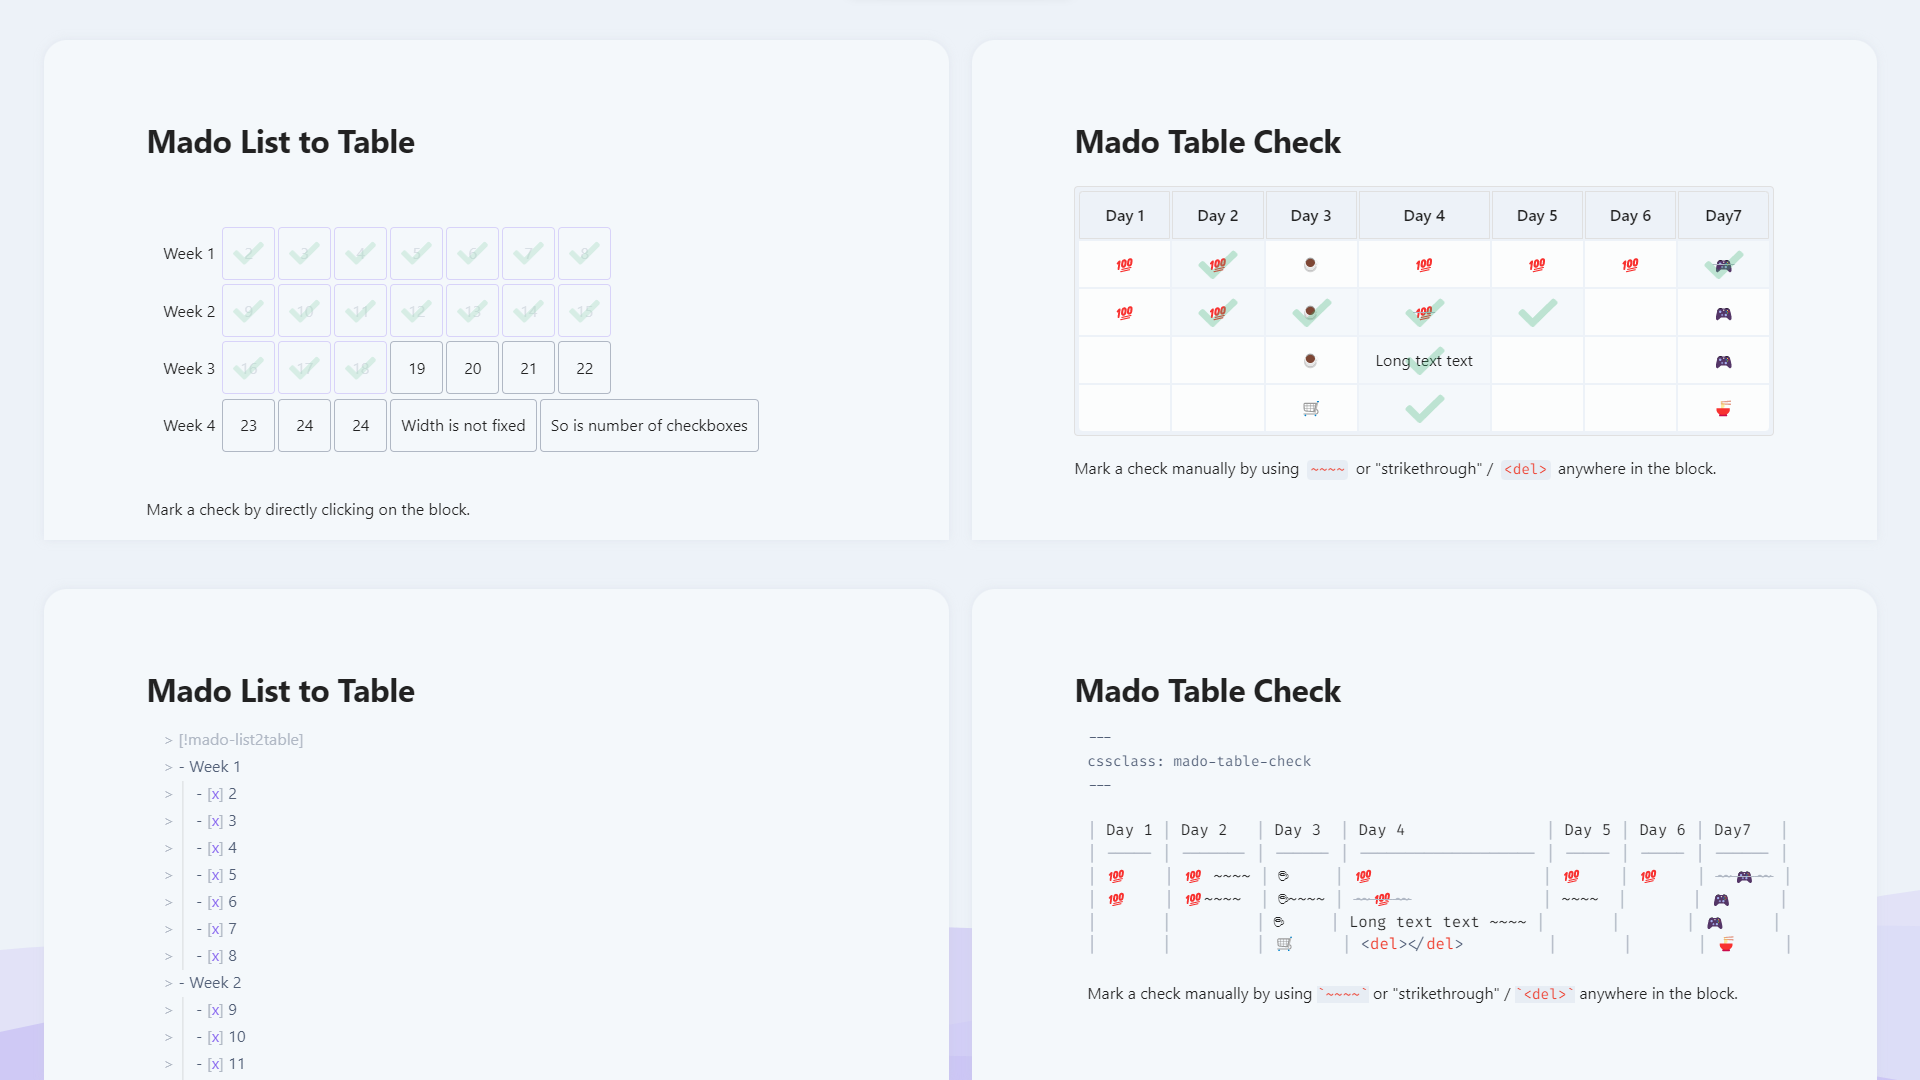 Mado List to Table
Week 1 2 3 4 5 6 7 8
Week 2 9 10 11 12 13 14 15
Week 3 16 17 18 19 20 21 22
Week 4 23 24 24 Width is not fixed So is number of checkboxes
Mark a check by directly clicking on the block.
Mado Table Check
Day 1 Day 2 Day 3 Day 4 Day 5 Day 6 Day7
💯 💯 ☕ 💯 💯 💯 🎮
💯 💯 ☕ 💯 🎮
☕ Long text text 🎮
🛒 🍜
Mark a check manually by using ~~~~ or "strikethrough" / <del> anywhere in the block.
Mado List to Table
> [!mado-list2table]
> - Week 1
> - [x] 2
> - [x] 3
> - [x] 4
> - [x] 5
> - [x] 6
> - [x] 7
> - [x] 8
> - Week 2
> - [x] 9
> - [x] 10
> - [x] 11
Mado Table Check
---
cssclass: mado-table-check
---
| Day 1 | Day 2 | Day 3 | Day 4 | Day 5 | Day 6 | Day7 |
| ----- | ------- | ------ | ------------------- | ----- | ----- | ------ |
| 💯 | 💯 ~~~~ | ☕ | 💯 | 💯 | 💯 | ~~🎮~~ |
| 💯 | 💯~~~~ | ☕~~~~ | ~~💯~~ | ~~~~ | | 🎮 |
| | | ☕ | Long text text ~~~~ | | | 🎮 |
| | | 🛒 | <del></del> | | | 🍜 |
Mark a check manually by using `~~~~` or "strikethrough" / `<del>` anywhere in the block.